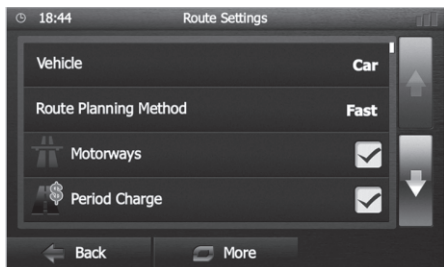 18:44 Route Settings
Vehicle Car
Route Planning Method Fast
Motorways
Period Charge
Back More